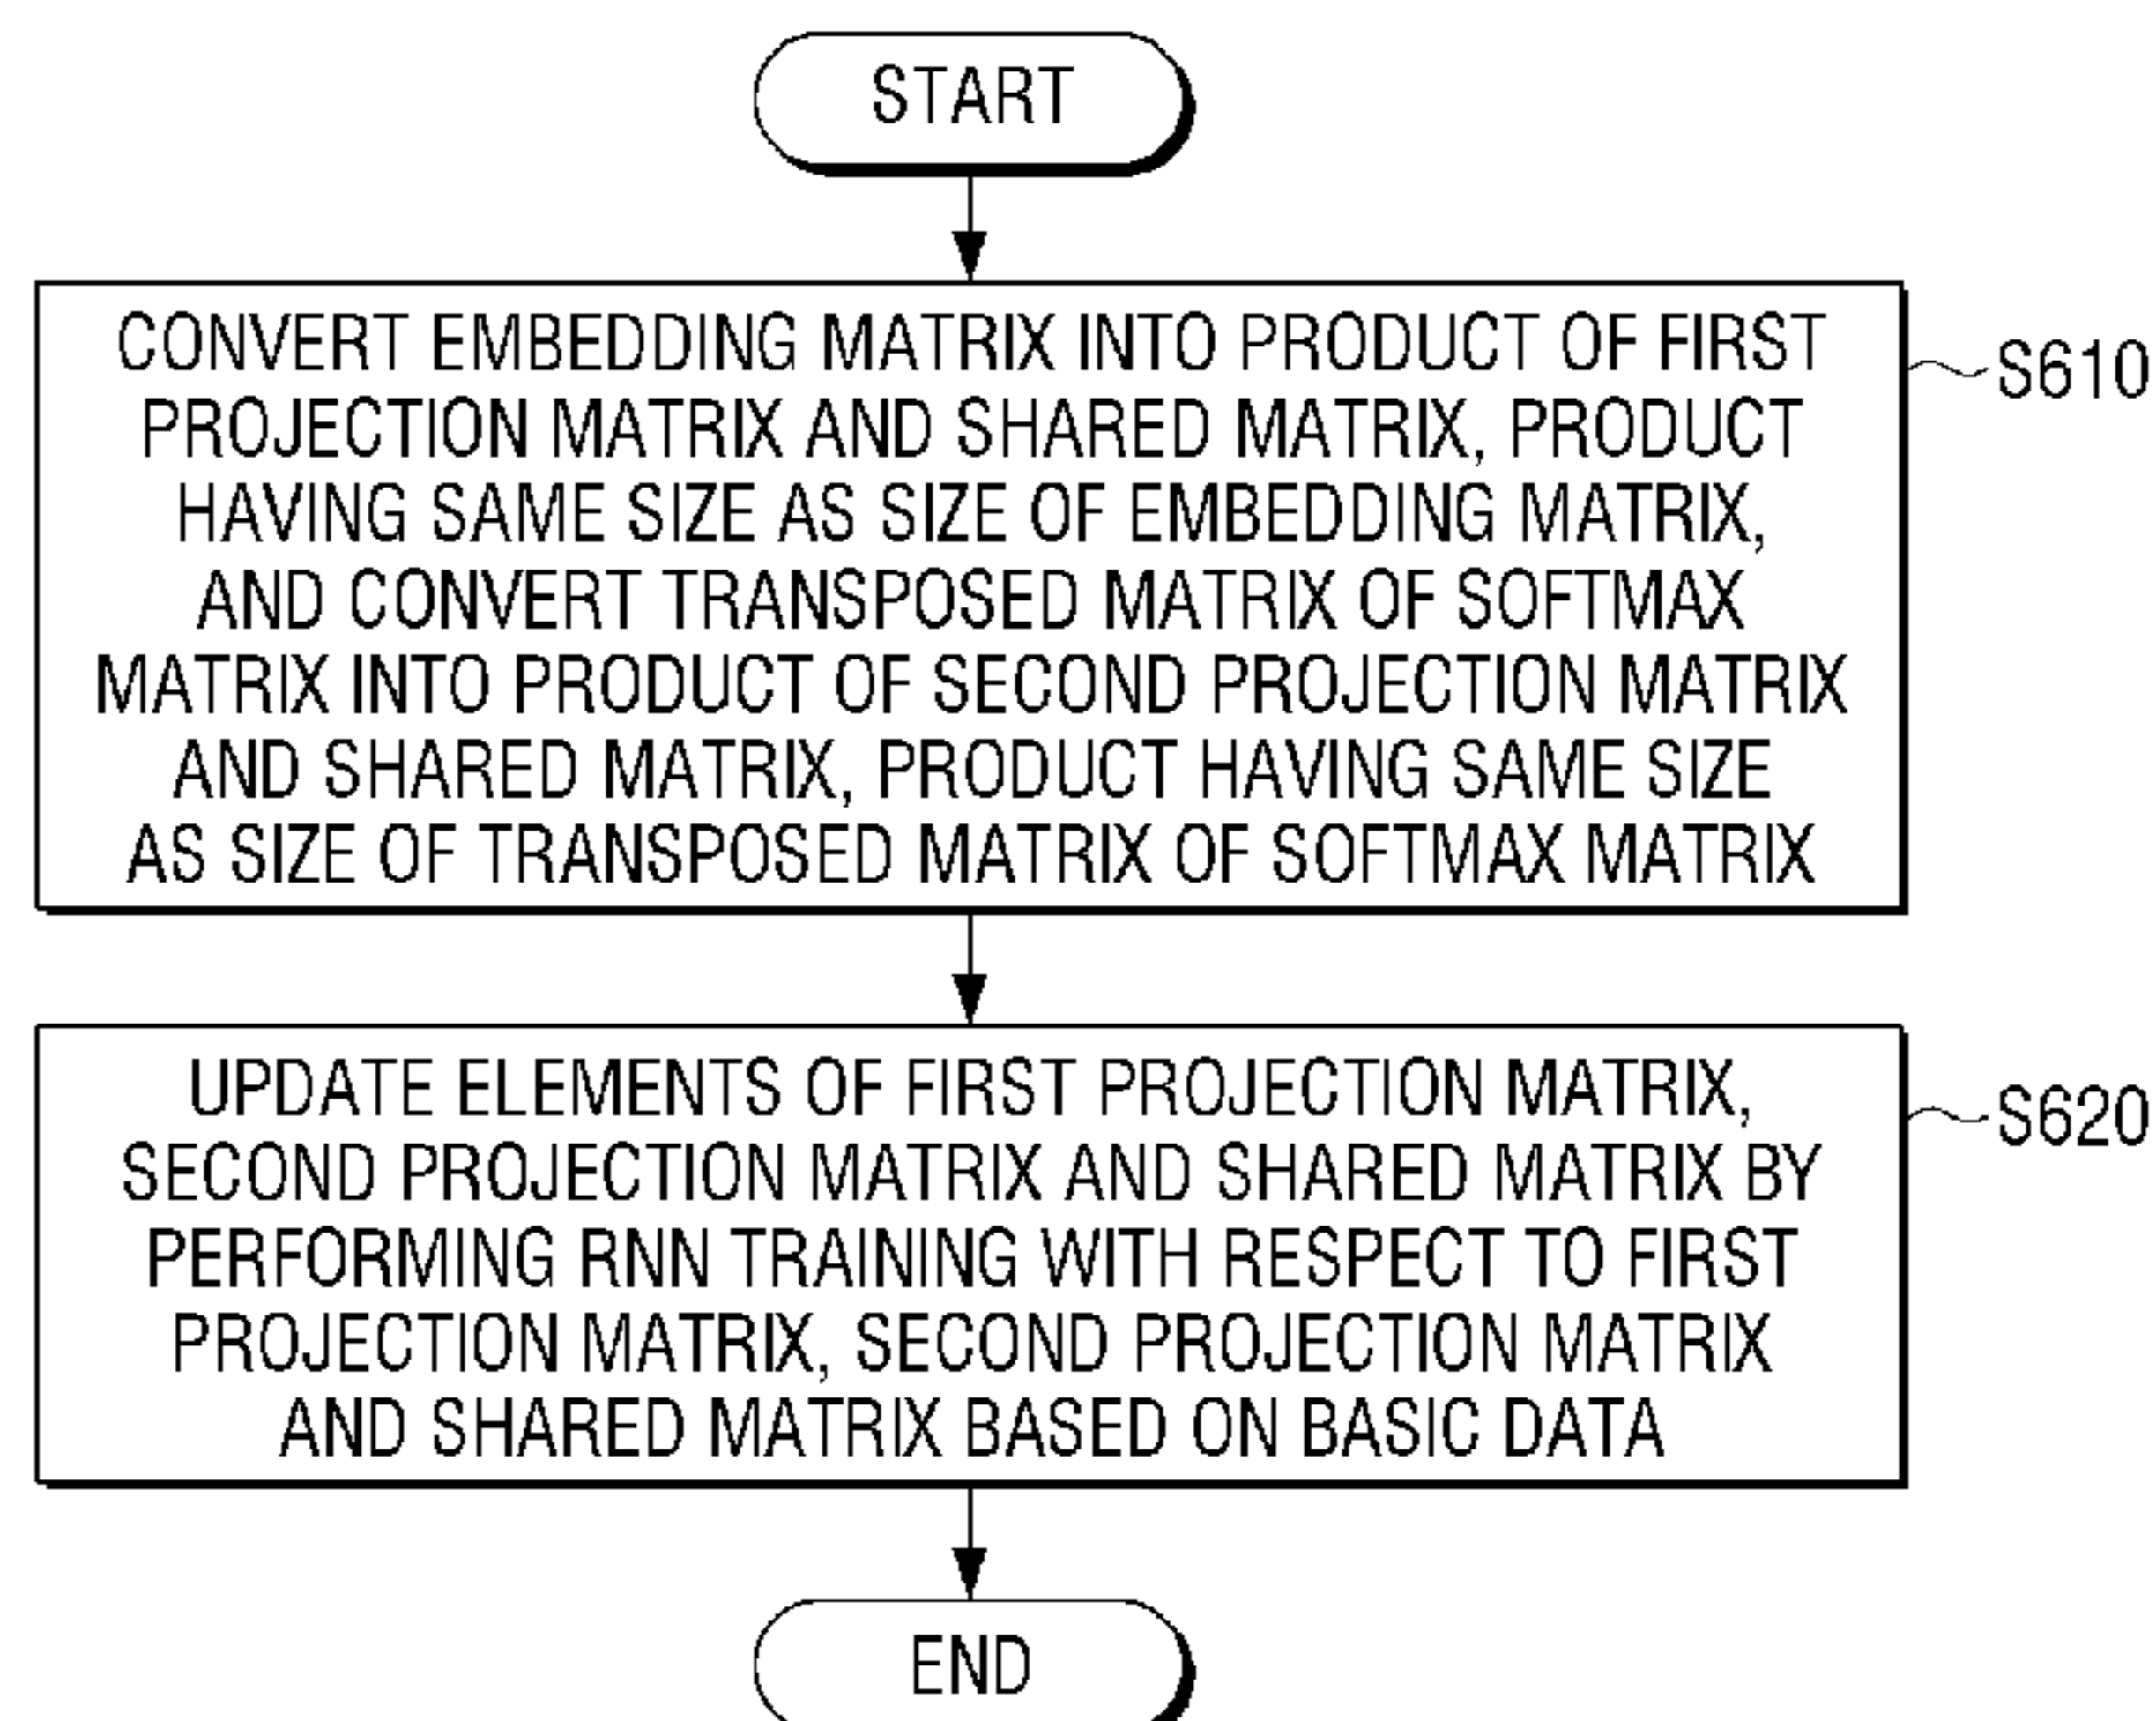 START
CONVERT EMBEDDING MATRIX INTO PRODUCT OF FIRST
PROJECTION MATRIX AND SHARED MATRIX, PRODUCT
HAVING SAME SIZE AS SIZE OF EMBEDDING MATRIX,
AND CONVERT TRANSPOSED MATRIX OF SOFTMAX
MATRIX INTO PRODUCT OF SECOND PROJECTION MATRIX
AND SHARED MATRIX, PRODUCT HAVING SAME SIZE
AS SIZE OF TRANSPOSED MATRIX OF SOFTMAX MATRIX
S610
UPDATE ELEMENTS OF FIRST PROJECTION MATRIX,
SECOND PROJECTION MATRIX AND SHARED MATRIX BY
PERFORMING RNN TRAINING WITH RESPECT TO FIRST
PROJECTION MATRIX, SECOND PROJECTION MATRIX
AND SHARED MATRIX BASED ON BASIC DATA
S620
END